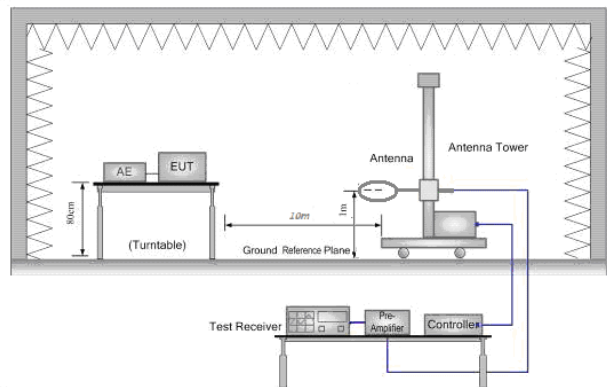 Antenna
Antenna Tower
AE
EUT
80cm
(Turntable)
10m
1m
Ground Reference Plane
Test Receiver
Pre-
Amplifier
Controller